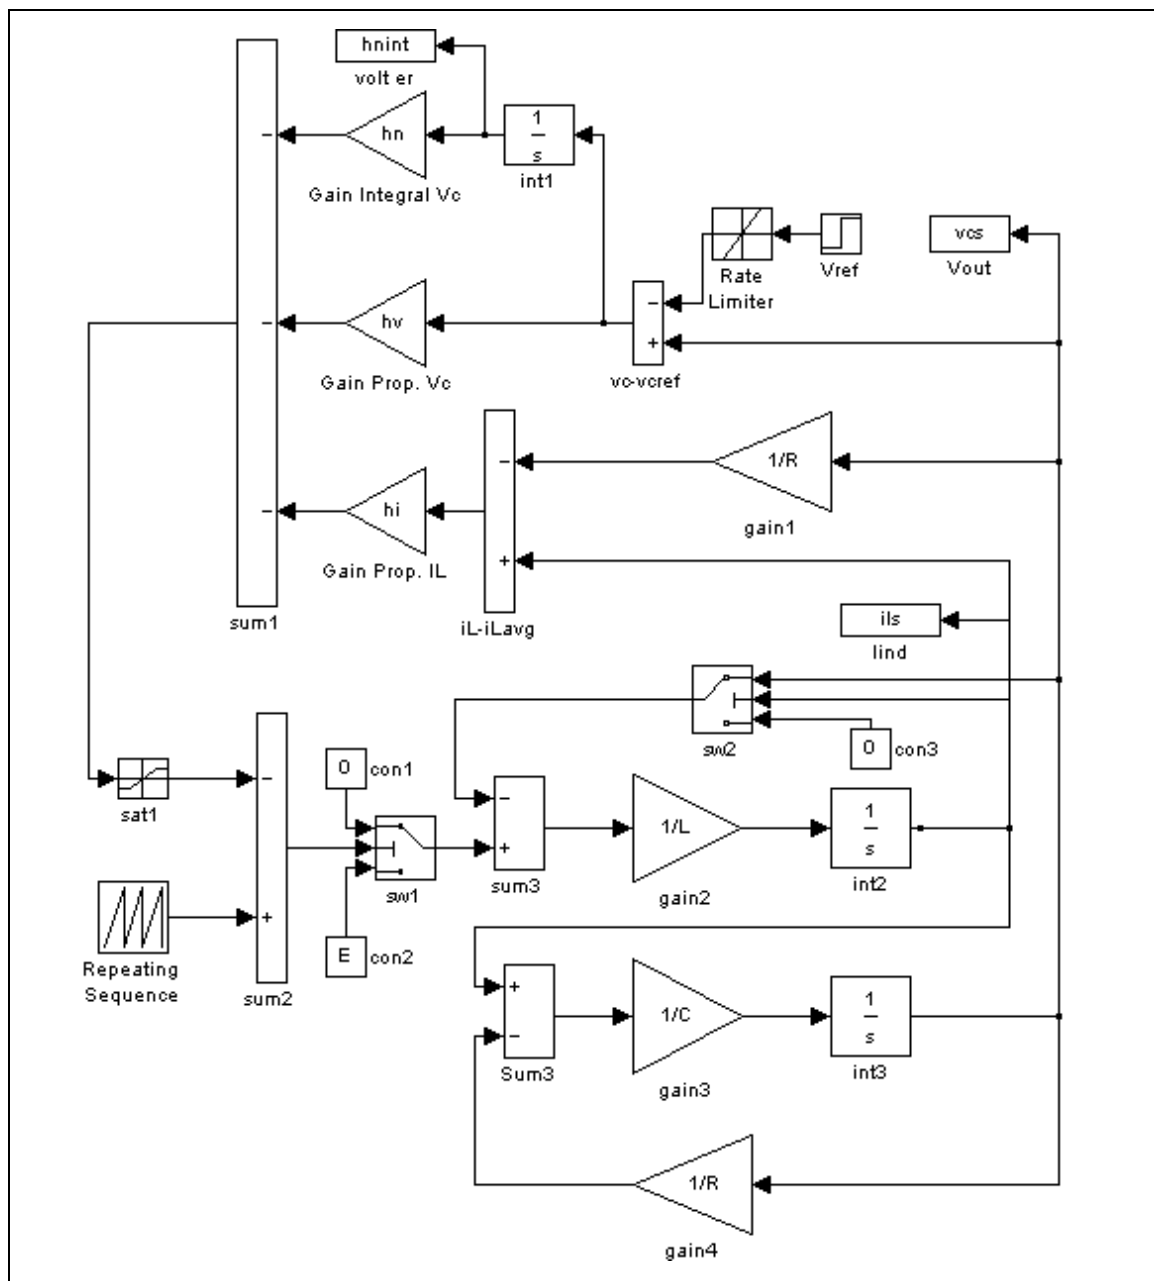 hnint
volt er
hn
1
s
int1
Gain Integral Vc
Rate
Limiter
Vref
vcs
Vout
−
−
+
vc-vcref
−
hv
Gain Prop. Vc
−
+
iL-iLavg
1/R
gain1
−
hi
Gain Prop. IL
sum1
ils
Iind
sw2
0
con3
sat1
−
+
sum2
Repeating
Sequence
0
con1
sw1
E
con2
−
+
sum3
1/L
gain2
1
s
int2
+
−
Sum3
1/C
gain3
1
s
int3
1/R
gain4